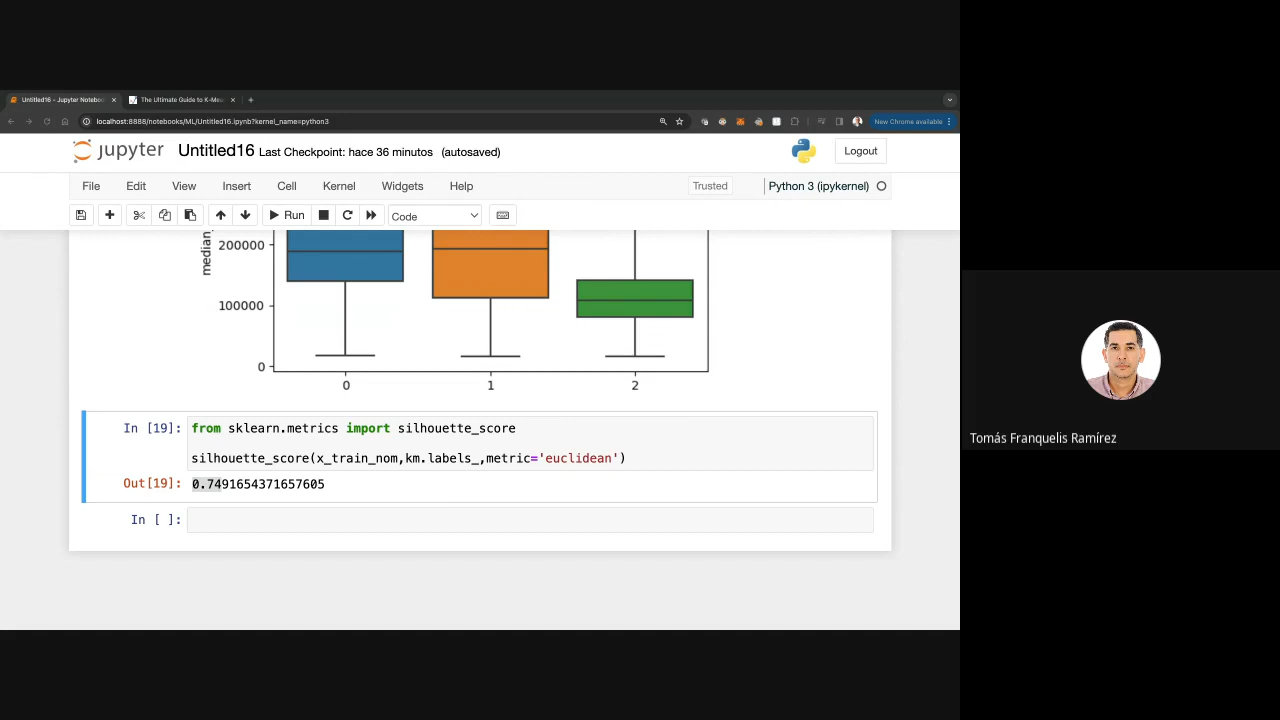 Untitled16 - Jupyter Notebook
The Ultimate Guide to K-Mea
localhost:8888/notebooks/ML/Untitled16.ipynb?kernel_name=python3
New Chrome available
jupyter Untitled16 Last Checkpoint: hace 36 minutos (autosaved)
Logout
File Edit View Insert Cell Kernel Widgets Help
Trusted
Python 3 (ipykernel)
Run
Code
median_
200000
100000
0
0 1 2
In [19]: from sklearn.metrics import silhouette_score
silhouette_score(x_train_nom,km.labels_,metric='euclidean')
Out[19]: 0.7491654371657605
In [ ]:
Tomás Franquelis Ramírez